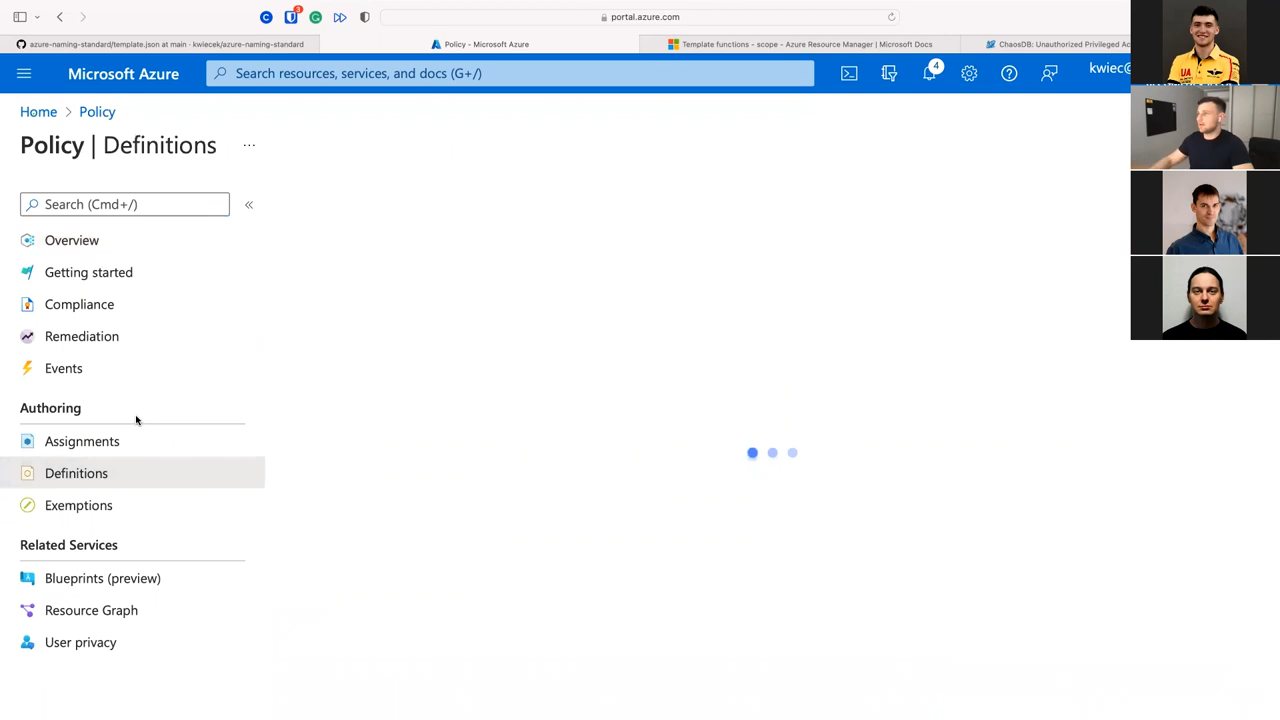 portal.azure.com
azure-naming-standard/template.json at main · kwiecek/azure-naming-standard
Policy - Microsoft Azure
Template functions - scope - Azure Resource Manager | Microsoft Docs
ChaosDB: Unauthorized Privileged Ac
Microsoft Azure
Search resources, services, and docs (G+/)
4
kwiec@
Home > Policy
Policy | Definitions ...
Search (Cmd+/)
«
Overview
Getting started
Compliance
Remediation
Events
Authoring
Assignments
Definitions
Exemptions
Related Services
Blueprints (preview)
Resource Graph
User privacy